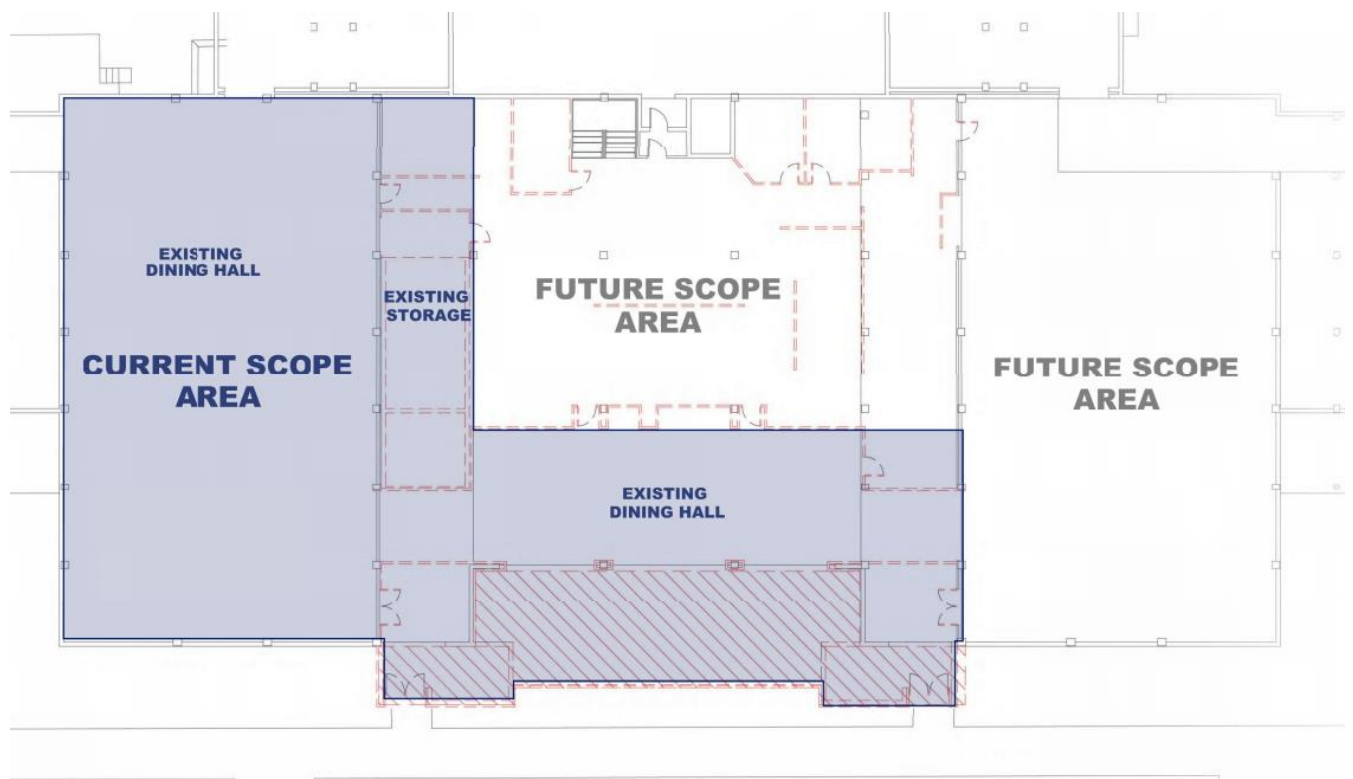 EXISTING
DINING HALL
EXISTING
STORAGE
FUTURE SCOPE
AREA
CURRENT SCOPE
AREA
FUTURE SCOPE
AREA
EXISTING
DINING HALL